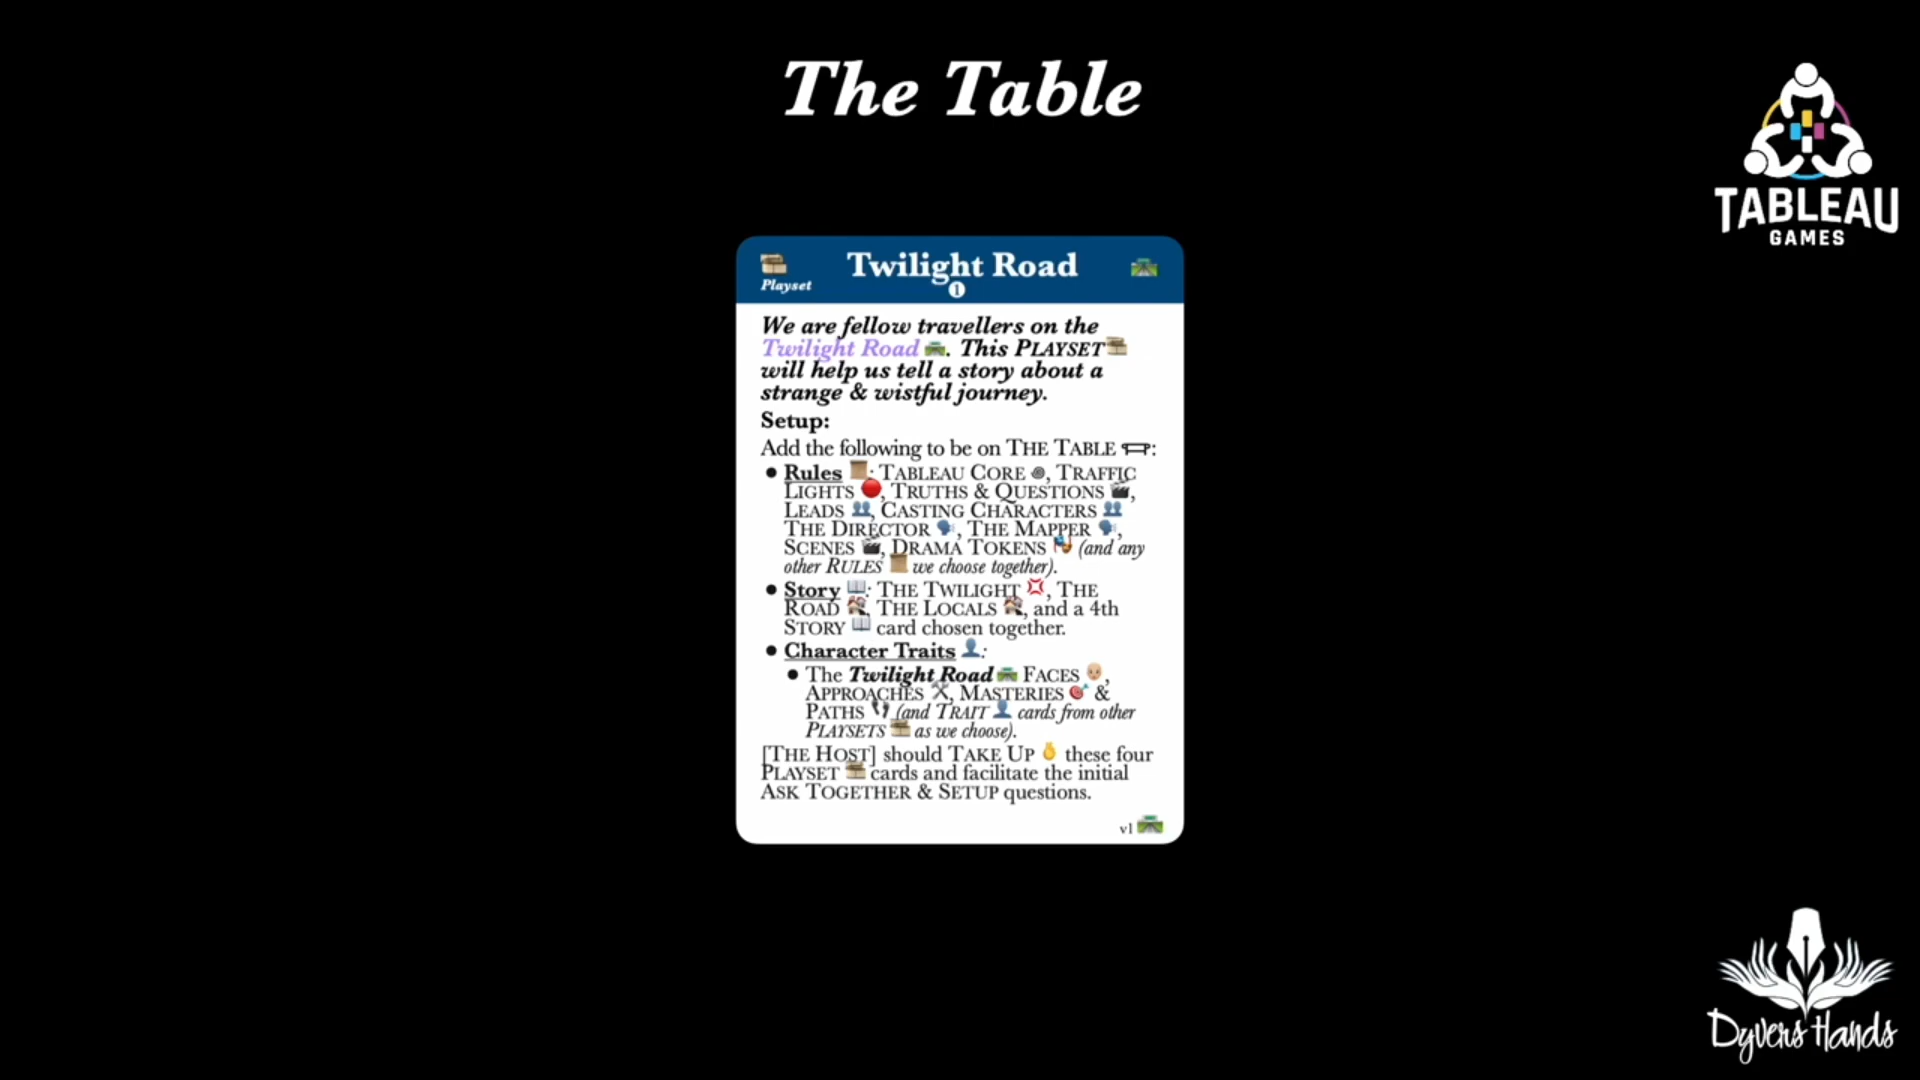 The Table
TABLEAU
GAMES
Playset
Twilight Road
1
We are fellow travellers on the
Twilight Road. This PLAYSET
will help us tell a story about a
strange & wistful journey.
Setup:
Add the following to be on THE TABLE :
• Rules : TABLEAU CORE , TRAFFIC
LIGHTS , TRUTHS & QUESTIONS ,
LEADS , CASTING CHARACTERS
THE DIRECTOR , THE MAPPER ,
SCENES , DRAMA TOKENS (and any
other RULES we choose together).
• Story : THE TWILIGHT , THE
ROAD , THE LOCALS , and a 4th
STORY card chosen together.
• Character Traits :
• The Twilight Road FACES ,
APPROACHES , MASTERIES &
PATHS (and TRAIT cards from other
PLAYSETS as we choose).
[THE HOST] should TAKE UP these four
PLAYSET cards and facilitate the initial
ASK TOGETHER & SETUP questions.
v1
Dyvers Hands